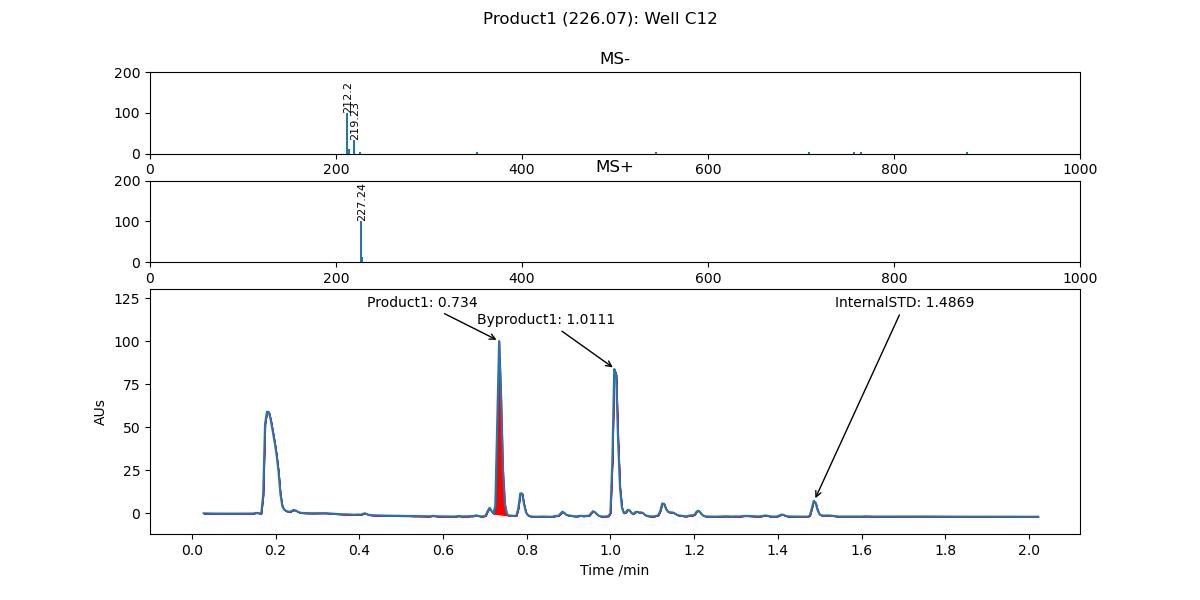 Product1 (226.07): Well C12
MS-
200
100
0
212.2
219.23
0 200 400 600 800 1000
MS+
200
100
0
227.24
0 200 400 600 800 1000
Product1: 0.734
Byproduct1: 1.0111
InternalSTD: 1.4869
125
100
75
50
25
0
AUs
0.0 0.2 0.4 0.6 0.8 1.0 1.2 1.4 1.6 1.8 2.0
Time /min